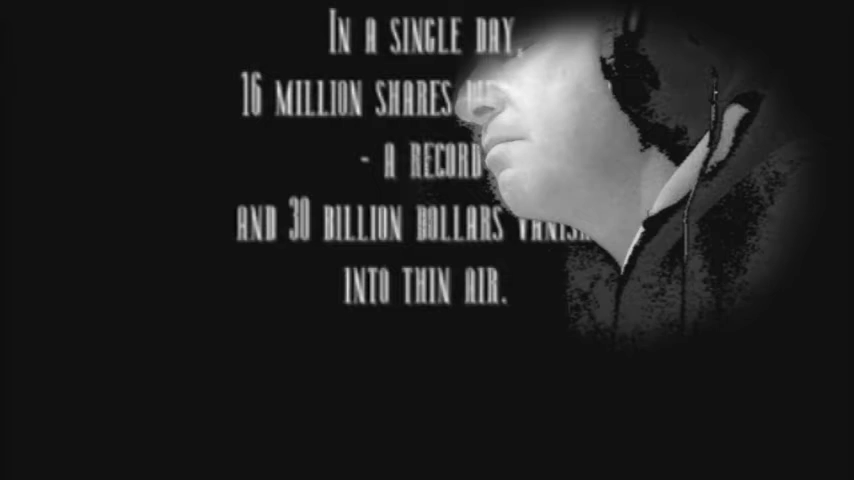 In a single day,
16 million shares
- a record
and 30 billion dollars
into thin air.